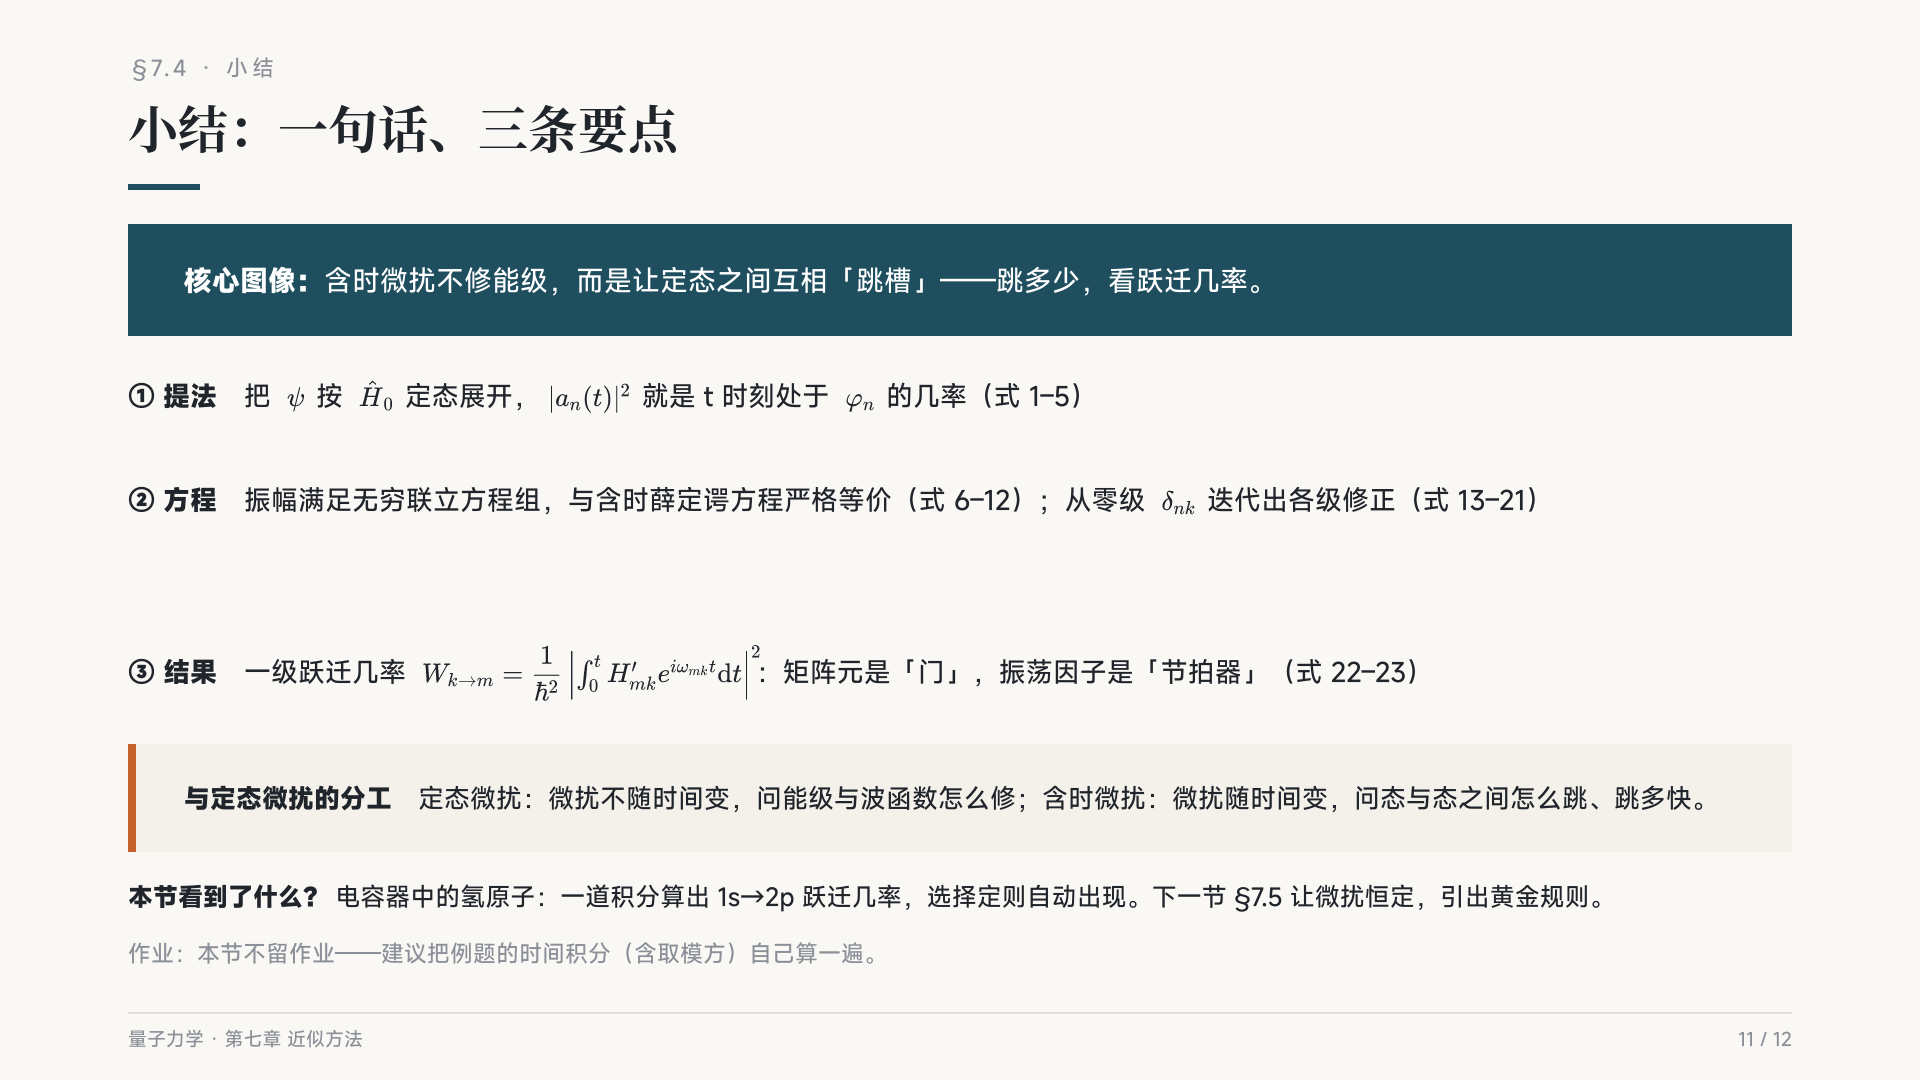 §7.4 · 小结
小结：一句话、三条要点
核心图像：含时微扰不修能级，而是让定态之间互相「跳槽」——跳多少，看跃迁几率。
① 提法 把 ψ 按 Ĥ₀ 定态展开，|aₙ(t)|² 就是 t 时刻处于 φₙ 的几率（式 1–5）
② 方程 振幅满足无穷联立方程组，与含时薛定谔方程严格等价（式 6–12）；从零级 δₙₖ 迭代出各级修正（式 13–21）
③ 结果 一级跃迁几率 W_{k→m} = \frac{1}{ħ²} |∫₀ᵗ H′_{mk} e^{iω_{mk}t} dt|²：矩阵元是「门」，振荡因子是「节拍器」（式 22–23）
与定态微扰的分工 定态微扰：微扰不随时间变，问能级与波函数怎么修；含时微扰：微扰随时间变，问态与态之间怎么跳、跳多快。
本节看到了什么？ 电容器中的氢原子：一道积分算出 1s→2p 跃迁几率，选择定则自动出现。下一节 §7.5 让微扰恒定，引出黄金规则。
作业：本节不留作业——建议把例题的时间积分（含取模方）自己算一遍。
量子力学 · 第七章 近似方法
11 / 12